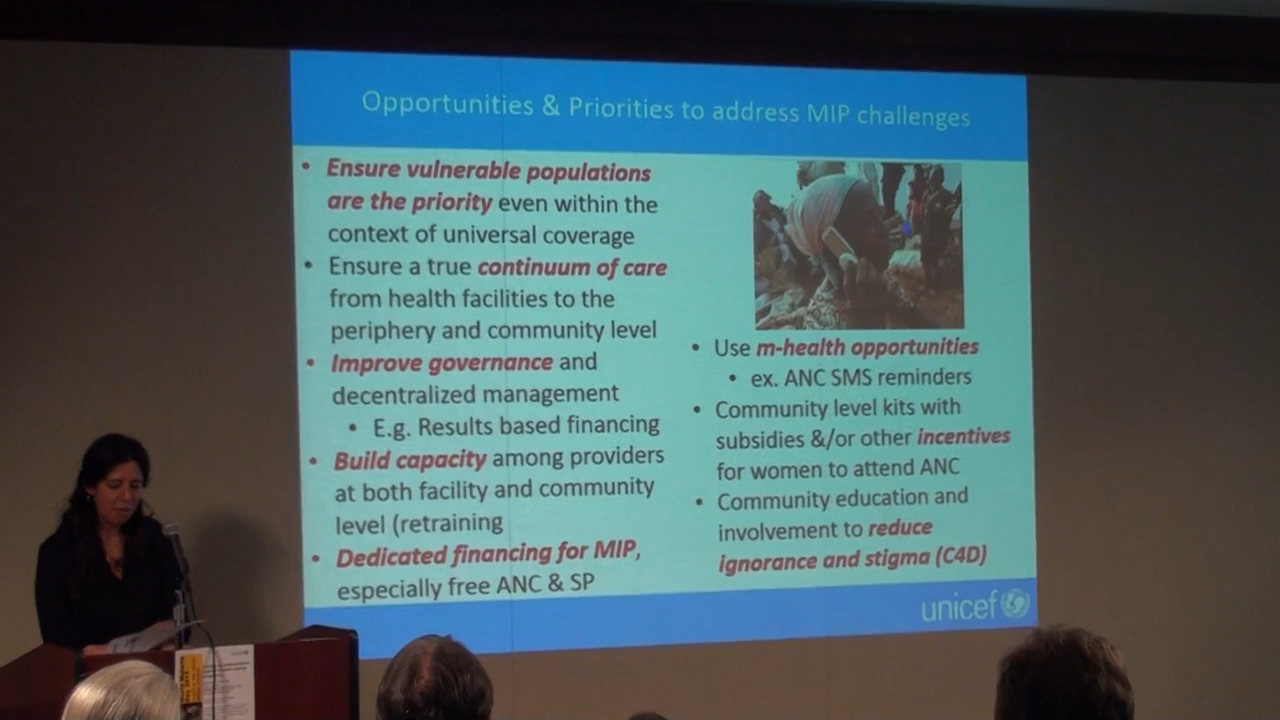 Opportunities & Priorities to address MIP challenges
• Ensure vulnerable populations
are the priority even within the
context of universal coverage
• Ensure a true continuum of care
from health facilities to the
periphery and community level
• Improve governance and
decentralized management
• E.g. Results based financing
• Build capacity among providers
at both facility and community
level (retraining
• Dedicated financing for MIP,
especially free ANC & SP
• Use m-health opportunities
• ex. ANC SMS reminders
• Community level kits with
subsidies &/or other incentives
for women to attend ANC
• Community education and
involvement to reduce
ignorance and stigma (C4D)
unicef